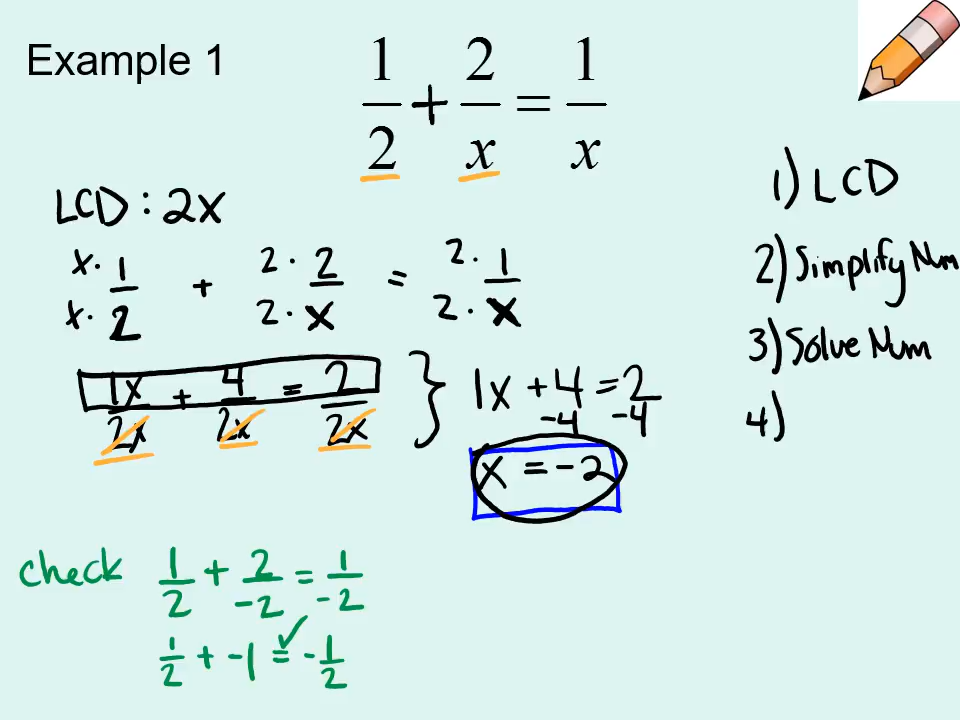 Example 1
1/2 + 2/x = 1/x
LCD : 2x
x· 1 / x· 2 + 2· 2 / 2· x = 2· 1 / 2· x
1x/2x + 4/2x = 2/2x } 1x + 4 = 2
-4 -4
x = -2
check 1/2 + 2/-2 = 1/-2
1/2 + -1 = -1/2 ✓
1) LCD
2) Simplify Num
3) Solve Num
4)